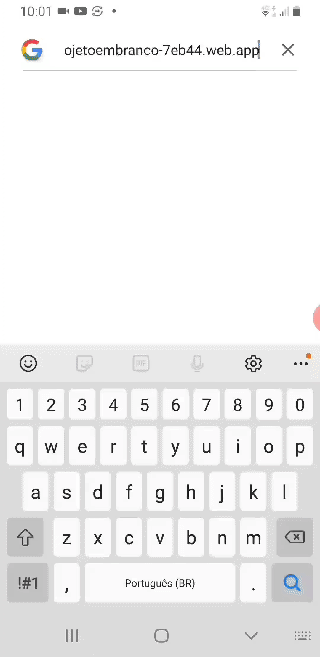 10:01
ojetoembranco-7eb44.web.app
GIF
1 2 3 4 5 6 7 8 9 0
q w e r t y u i o p
a s d f g h j k l
z x c v b n m
!#1 , Português (BR) .